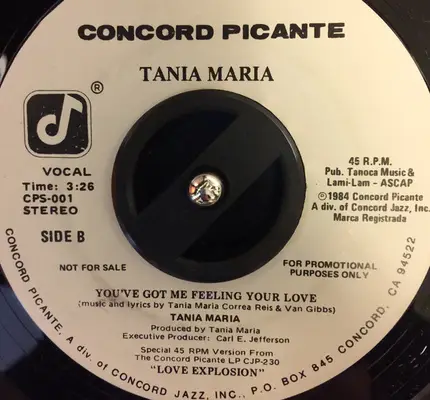 CONCORD PICANTE
TANIA MARIA
®
VOCAL
Time: 3:26
CPS-001
STEREO
SIDE B
45 R.P.M.
Pub. Tanoca Music &
Lami-Lam - ASCAP
℗1984 Concord Picante
A div. of Concord Jazz, Inc.
Marca Registrada
NOT FOR SALE
FOR PROMOTIONAL
PURPOSES ONLY
YOU'VE GOT ME FEELING YOUR LOVE
(music and lyrics by Tania Maria Correa Reis & Van Gibbs)
TANIA MARIA
Produced by Tania Maria
Executive Producer: Carl E. Jefferson
Special 45 RPM Version From
The Concord Picante LP CJP-230
"LOVE EXPLOSION"
CONCORD PICANTE. A div. of CONCORD JAZZ, INC., P.O. BOX 845 CONCORD, CA 94522